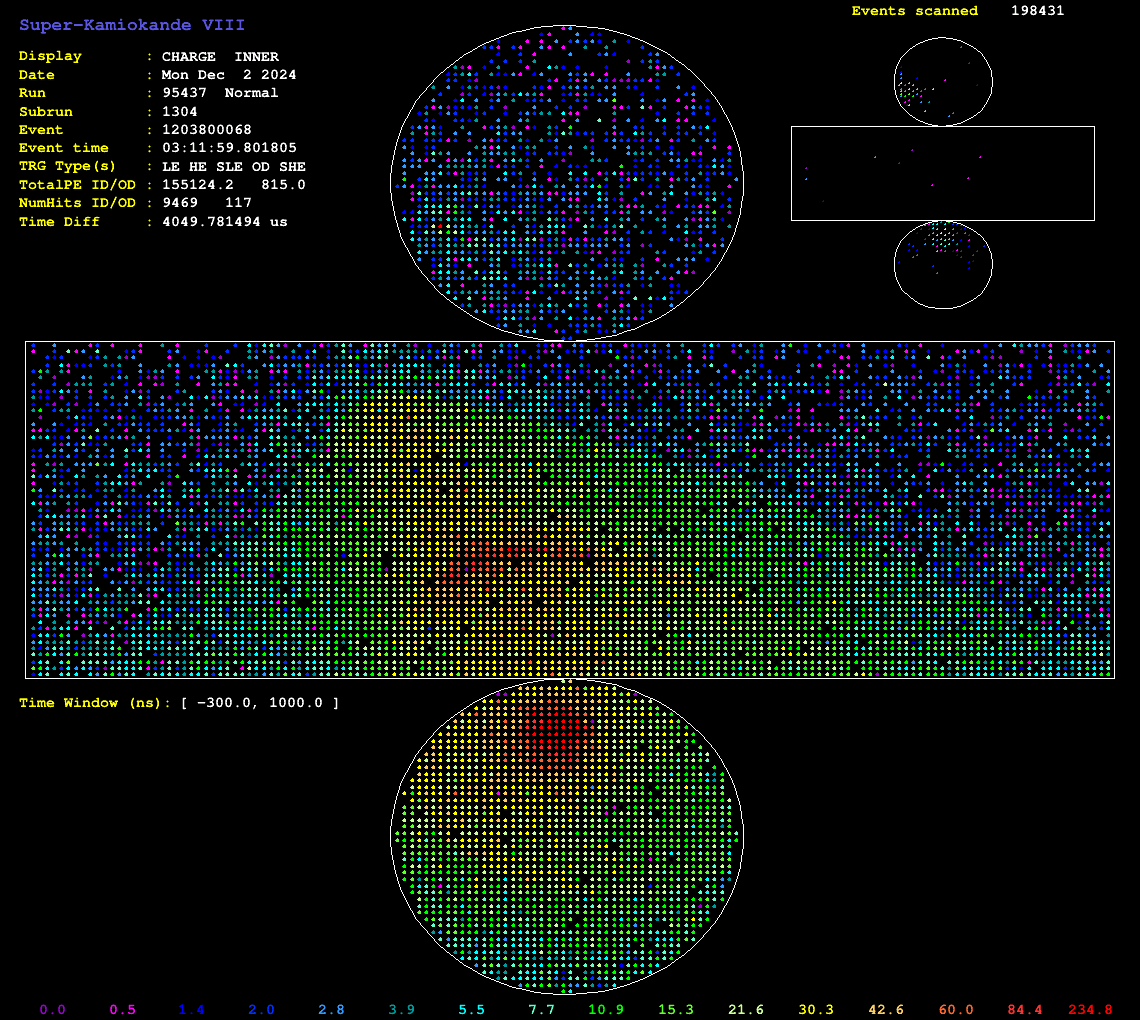 Super-Kamiokande VIII
Events scanned 198431
Display : CHARGE INNER
Date : Mon Dec 2 2024
Run : 95437 Normal
Subrun : 1304
Event : 1203800068
Event time : 03:11:59.801805
TRG Type(s) : LE HE SLE OD SHE
TotalPE ID/OD : 155124.2 815.0
NumHits ID/OD : 9469 117
Time Diff : 4049.781494 us
Time Window (ns): [ -300.0, 1000.0 ]
0.0 0.5 1.4 2.0 2.8 3.9 5.5 7.7 10.9 15.3 21.6 30.3 42.6 60.0 84.4 234.8